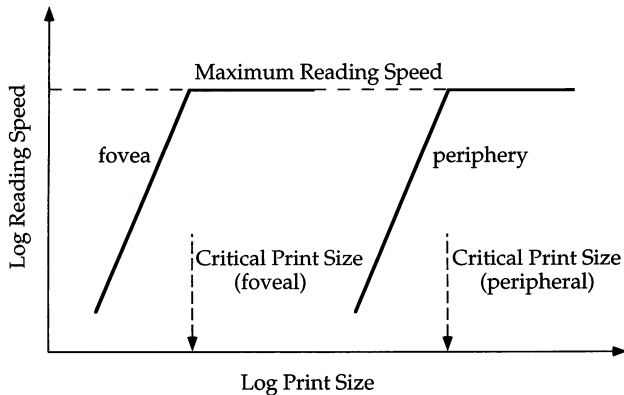 Maximum Reading Speed
fovea
periphery
Log Reading Speed
Critical Print Size
(foveal)
Critical Print Size
(peripheral)
Log Print Size